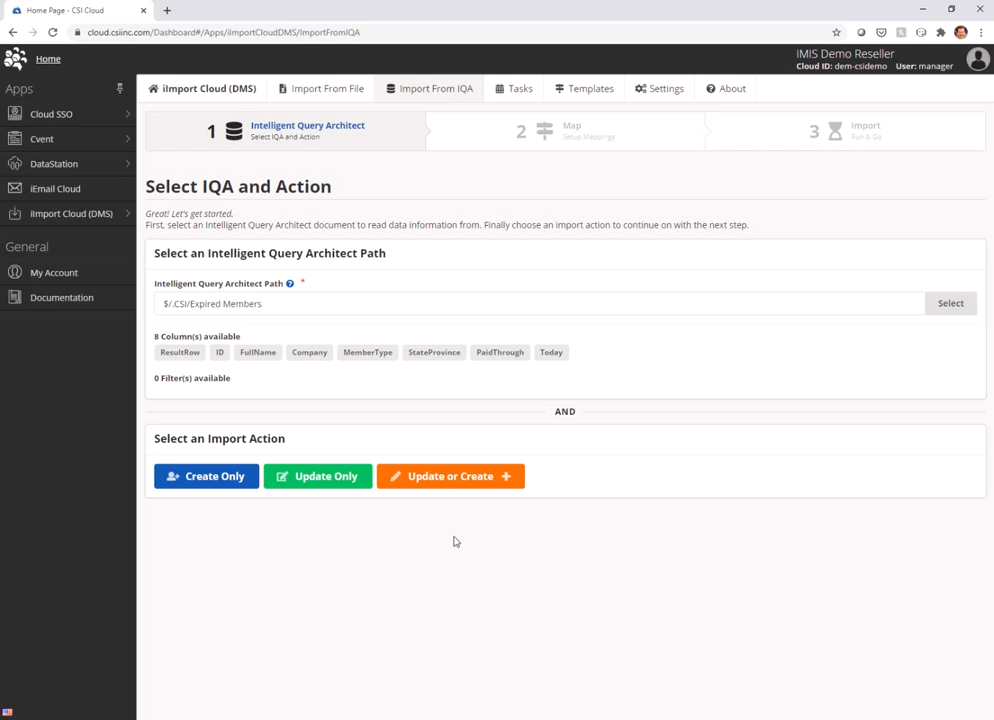 Home Page - CSI Cloud
cloud.csiinc.com/Dashboard#/Apps/iImportCloudDMS/ImportFromIQA
Home
iMIS Demo Reseller
Cloud ID: dem-csidemo User: manager
Apps
Cloud SSO
Cvent
DataStation
iEmail Cloud
iImport Cloud (DMS)
General
My Account
Documentation
iImport Cloud (DMS) Import From File Import From IQA Tasks Templates Settings About
1 Intelligent Query Architect
Select IQA and Action
2 Map
Setup Mappings
3 Import
Run & Go
Select IQA and Action
Great! Let's get started.
First, select an Intelligent Query Architect document to read data information from. Finally choose an import action to continue on with the next step.
Select an Intelligent Query Architect Path
Intelligent Query Architect Path ? *
$/.CSI/Expired Members
Select
8 Column(s) available
ResultRow ID FullName Company MemberType StateProvince PaidThrough Today
0 Filter(s) available
AND
Select an Import Action
Create Only Update Only Update or Create +